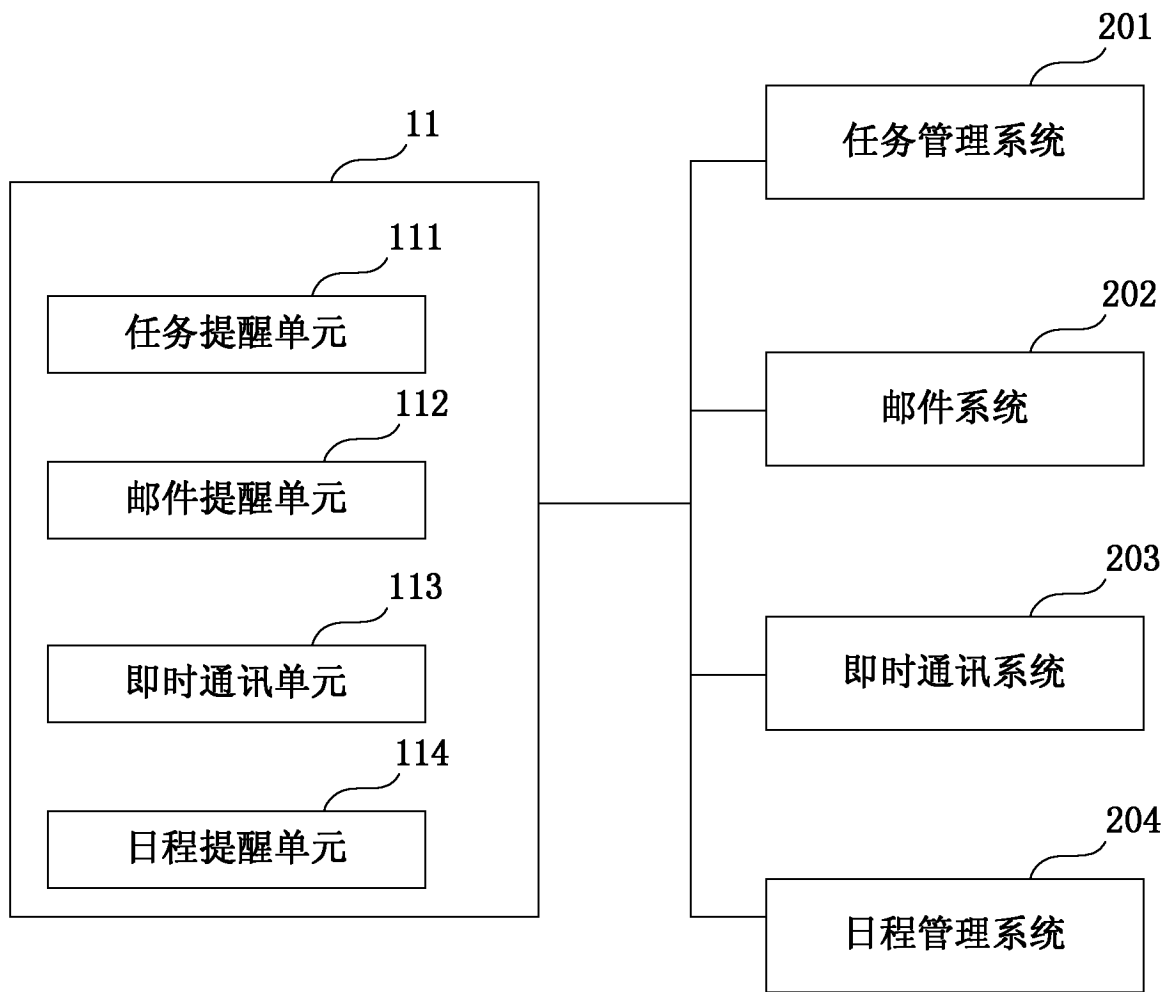 11
111
任务提醒单元
112
邮件提醒单元
113
即时通讯单元
114
日程提醒单元
201
任务管理系统
202
邮件系统
203
即时通讯系统
204
日程管理系统